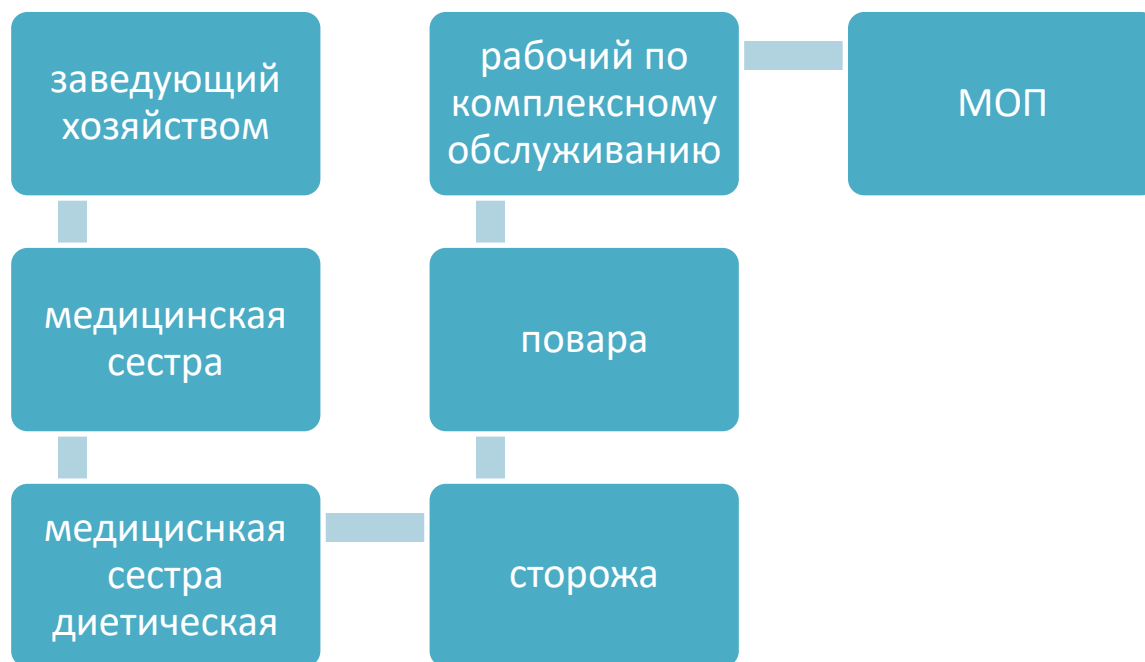 заведующий
хозяйством
медицинская
сестра
медициснкая
сестра
диетическая
сторожа
повара
рабочий по
комплексному
обслуживанию
МОП